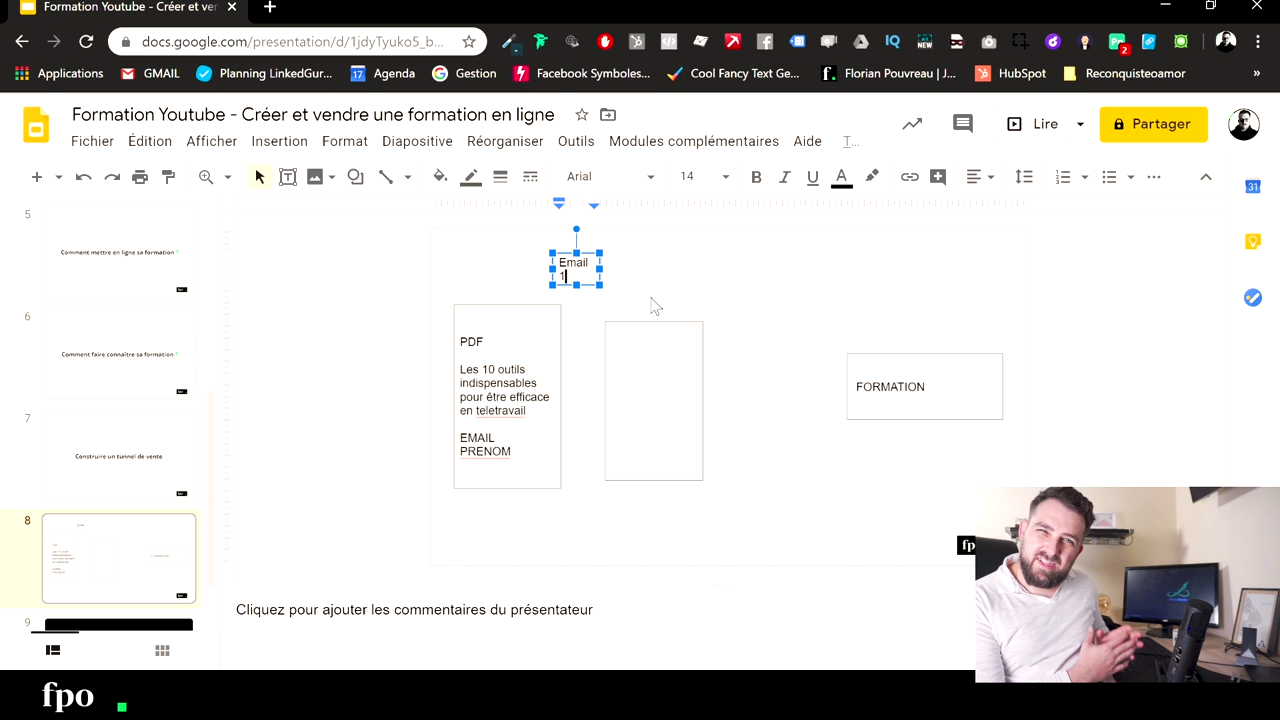 Formation Youtube - Créer et ven
docs.google.com/presentation/d/1jdyTyuko5_b...
Applications
GMAIL
Planning LinkedGur...
Agenda
Gestion
Facebook Symboles...
Cool Fancy Text Ge...
Florian Pouvreau | J...
HubSpot
Reconquisteoamor
»
Formation Youtube - Créer et vendre une formation en ligne
Fichier Édition Afficher Insertion Format Diapositive Réorganiser Outils Modules complémentaires Aide T...
Lire
Partager
Arial
14
5
Comment mettre en ligne sa formation ?
6
Comment faire connaître sa formation ?
7
Construire un tunnel de vente
8
9
Email
1
PDF
Les 10 outils
indispensables
pour être efficace
en teletravail
EMAIL
PRENOM
FORMATION
fp
Cliquez pour ajouter les commentaires du présentateur
fpo